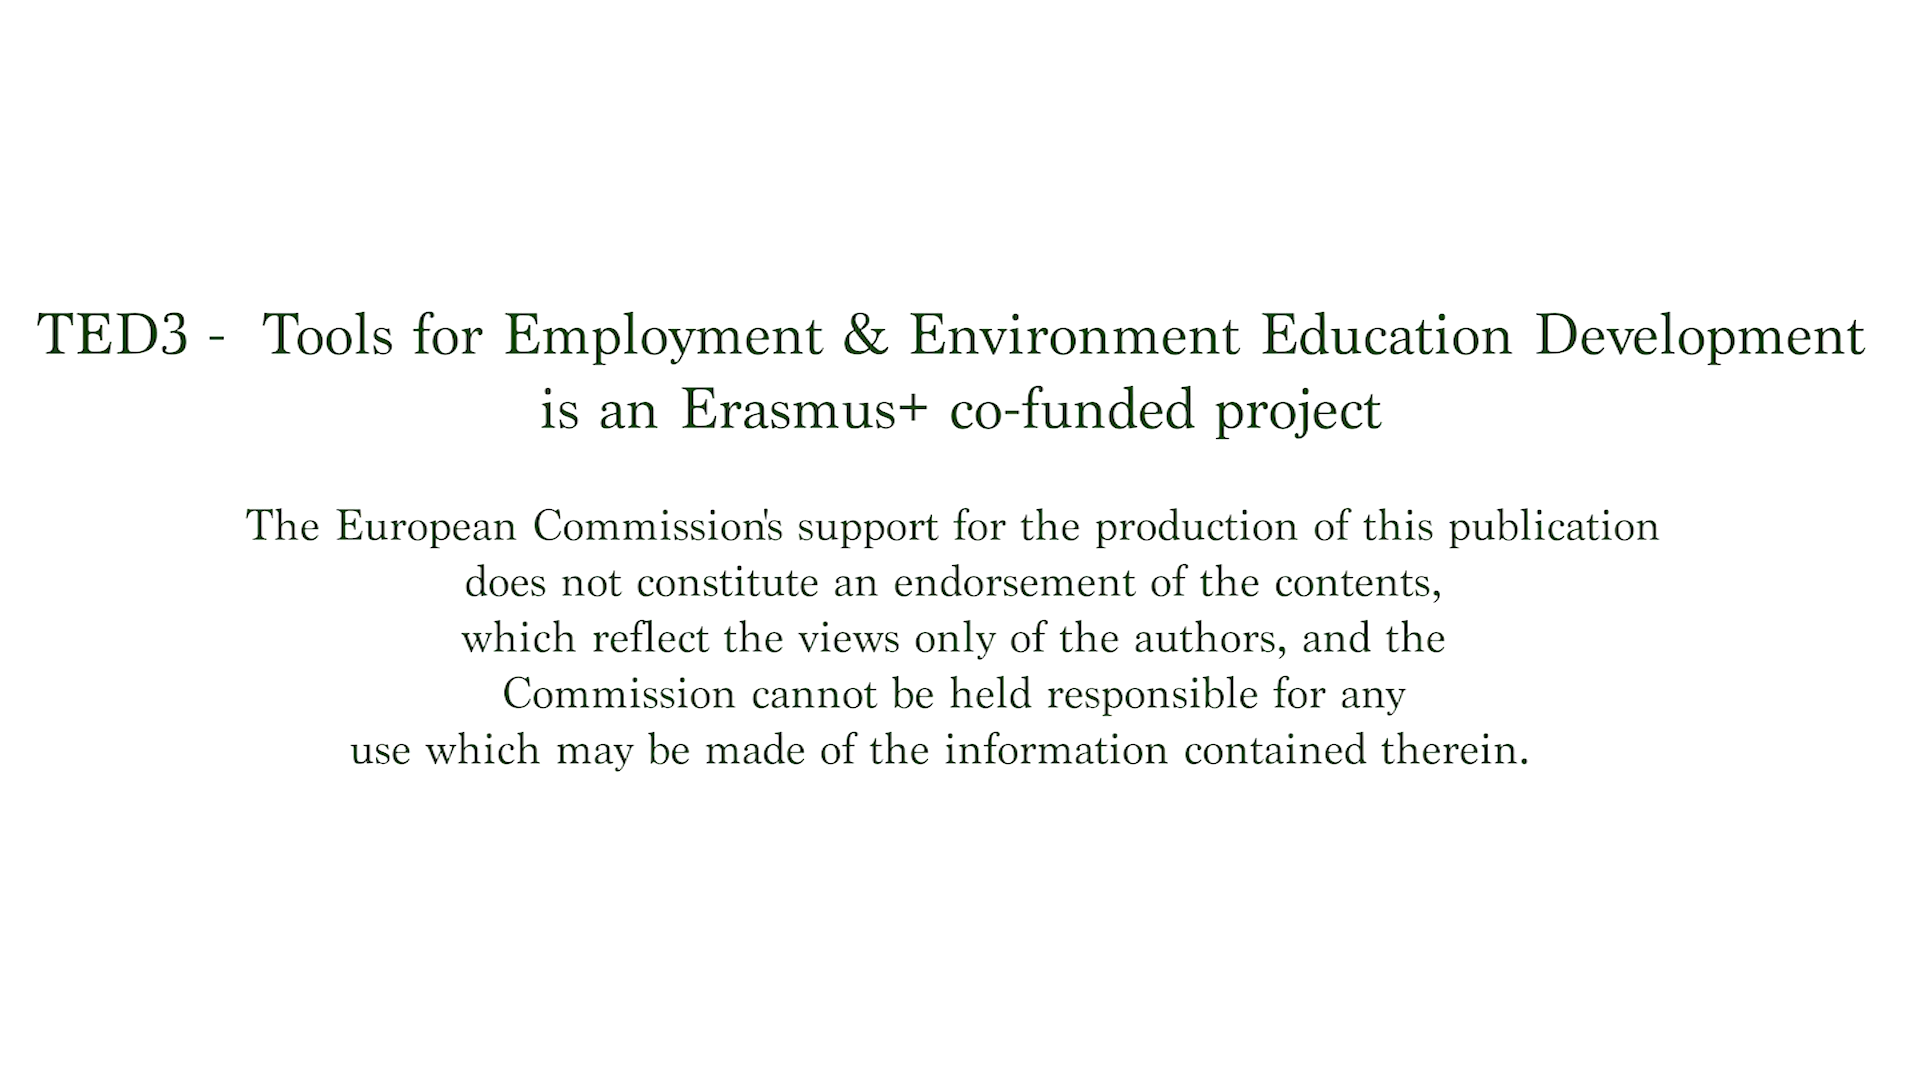 TED3 - Tools for Employment & Environment Education Development
is an Erasmus+ co-funded project
The European Commission's support for the production of this publication
does not constitute an endorsement of the contents,
which reflect the views only of the authors, and the
Commission cannot be held responsible for any
use which may be made of the information contained therein.